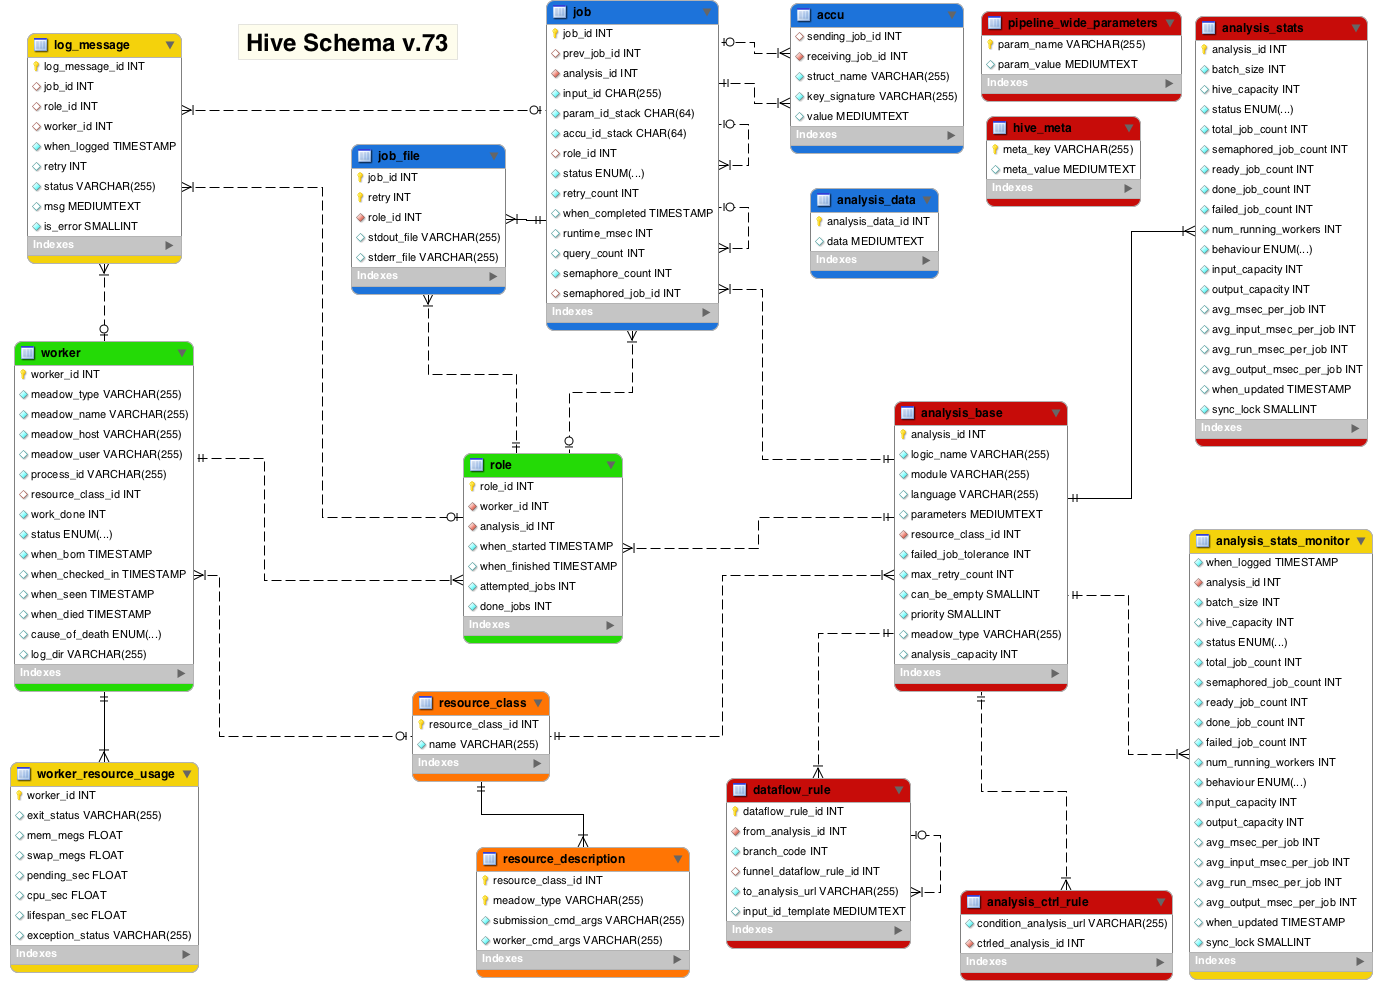 Hive Schema v.73
log_message
log_message_id INT
job_id INT
role_id INT
worker_id INT
when_logged TIMESTAMP
retry INT
status VARCHAR(255)
msg MEDIUMTEXT
is_error SMALLINT
Indexes
job_file
job_id INT
retry INT
role_id INT
stdout_file VARCHAR(255)
stderr_file VARCHAR(255)
Indexes
job
job_id INT
prev_job_id INT
analysis_id INT
input_id CHAR(255)
param_id_stack CHAR(64)
accu_id_stack CHAR(64)
role_id INT
status ENUM(...)
retry_count INT
when_completed TIMESTAMP
runtime_msec INT
query_count INT
semaphore_count INT
semaphored_job_id INT
Indexes
accu
sending_job_id INT
receiving_job_id INT
struct_name VARCHAR(255)
key_signature VARCHAR(255)
value MEDIUMTEXT
Indexes
analysis_data
analysis_data_id INT
data MEDIUMTEXT
Indexes
pipeline_wide_parameters
param_name VARCHAR(255)
param_value MEDIUMTEXT
Indexes
hive_meta
meta_key VARCHAR(255)
meta_value MEDIUMTEXT
Indexes
analysis_stats
analysis_id INT
batch_size INT
hive_capacity INT
status ENUM(...)
total_job_count INT
semaphored_job_count INT
ready_job_count INT
done_job_count INT
failed_job_count INT
num_running_workers INT
behaviour ENUM(...)
input_capacity INT
output_capacity INT
avg_msec_per_job INT
avg_input_msec_per_job INT
avg_run_msec_per_job INT
avg_output_msec_per_job INT
when_updated TIMESTAMP
sync_lock SMALLINT
Indexes
worker
worker_id INT
meadow_type VARCHAR(255)
meadow_name VARCHAR(255)
meadow_host VARCHAR(255)
meadow_user VARCHAR(255)
process_id VARCHAR(255)
resource_class_id INT
work_done INT
status ENUM(...)
when_born TIMESTAMP
when_checked_in TIMESTAMP
when_seen TIMESTAMP
when_died TIMESTAMP
cause_of_death ENUM(...)
log_dir VARCHAR(255)
Indexes
role
role_id INT
worker_id INT
analysis_id INT
when_started TIMESTAMP
when_finished TIMESTAMP
attempted_jobs INT
done_jobs INT
Indexes
analysis_base
analysis_id INT
logic_name VARCHAR(255)
module VARCHAR(255)
language VARCHAR(255)
parameters MEDIUMTEXT
resource_class_id INT
failed_job_tolerance INT
max_retry_count INT
can_be_empty SMALLINT
priority SMALLINT
meadow_type VARCHAR(255)
analysis_capacity INT
Indexes
analysis_stats_monitor
when_logged TIMESTAMP
analysis_id INT
batch_size INT
hive_capacity INT
status ENUM(...)
total_job_count INT
semaphored_job_count INT
ready_job_count INT
done_job_count INT
failed_job_count INT
num_running_workers INT
behaviour ENUM(...)
input_capacity INT
output_capacity INT
avg_msec_per_job INT
avg_input_msec_per_job INT
avg_run_msec_per_job INT
avg_output_msec_per_job INT
when_updated TIMESTAMP
sync_lock SMALLINT
Indexes
worker_resource_usage
worker_id INT
exit_status VARCHAR(255)
mem_megs FLOAT
swap_megs FLOAT
pending_sec FLOAT
cpu_sec FLOAT
lifespan_sec FLOAT
exception_status VARCHAR(255)
Indexes
resource_class
resource_class_id INT
name VARCHAR(255)
Indexes
resource_description
resource_class_id INT
meadow_type VARCHAR(255)
submission_cmd_args VARCHAR(255)
worker_cmd_args VARCHAR(255)
Indexes
dataflow_rule
dataflow_rule_id INT
from_analysis_id INT
branch_code INT
funnel_dataflow_rule_id INT
to_analysis_url VARCHAR(255)
input_id_template MEDIUMTEXT
Indexes
analysis_ctrl_rule
condition_analysis_url VARCHAR(255)
ctrled_analysis_id INT
Indexes